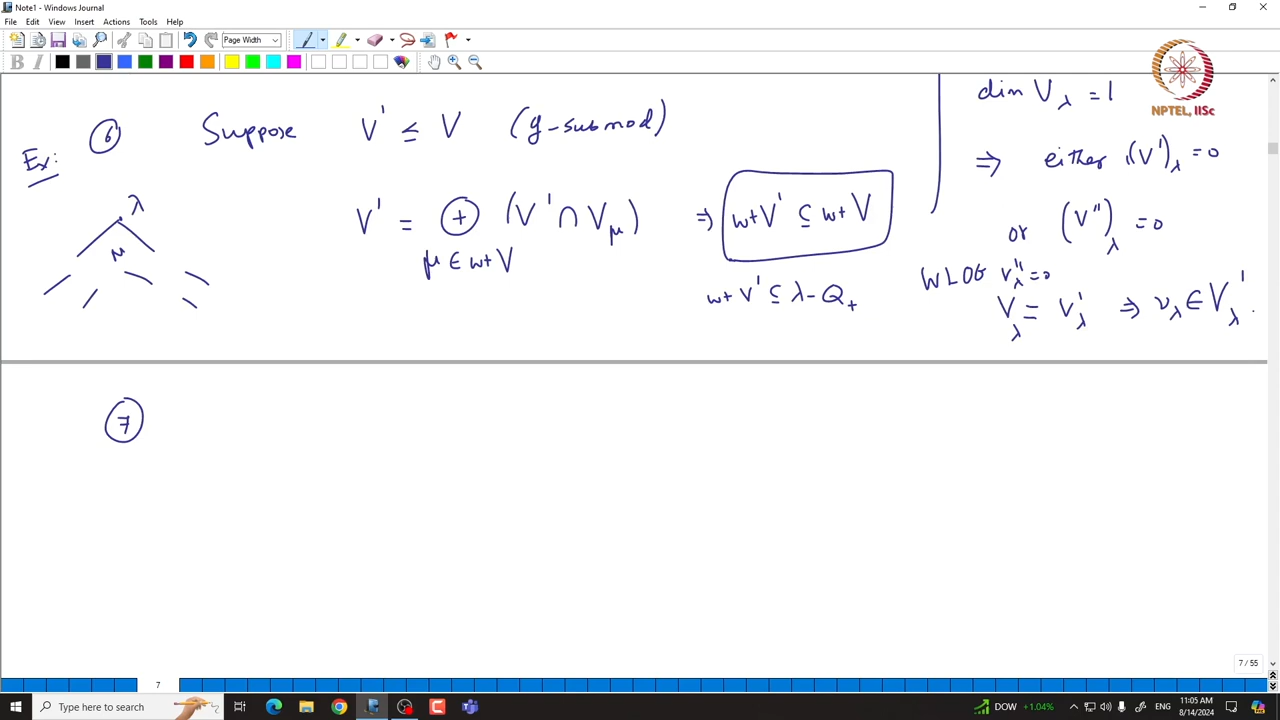 Note1 - Windows Journal
File Edit View Insert Actions Tools Help
Page Width
NPTEL, IISc
dim V_λ = 1
Ex: ⑥ Suppose V' ≤ V (g-submod)
⇒ either (V')_λ = 0
λ
V' = ⊕ (V' ∩ V_μ) ⇒ wt V' ⊆ wt V
μ ∈ wt V
μ
or (V'')_λ = 0
wt V' ⊆ λ - Q_+
WLOG V''_λ = 0
V_λ = V'_λ ⇒ v_λ ∈ V'_λ.
⑦
7 / 55
7
Type here to search
DOW +1.04%
ENG
11:05 AM
8/14/2024